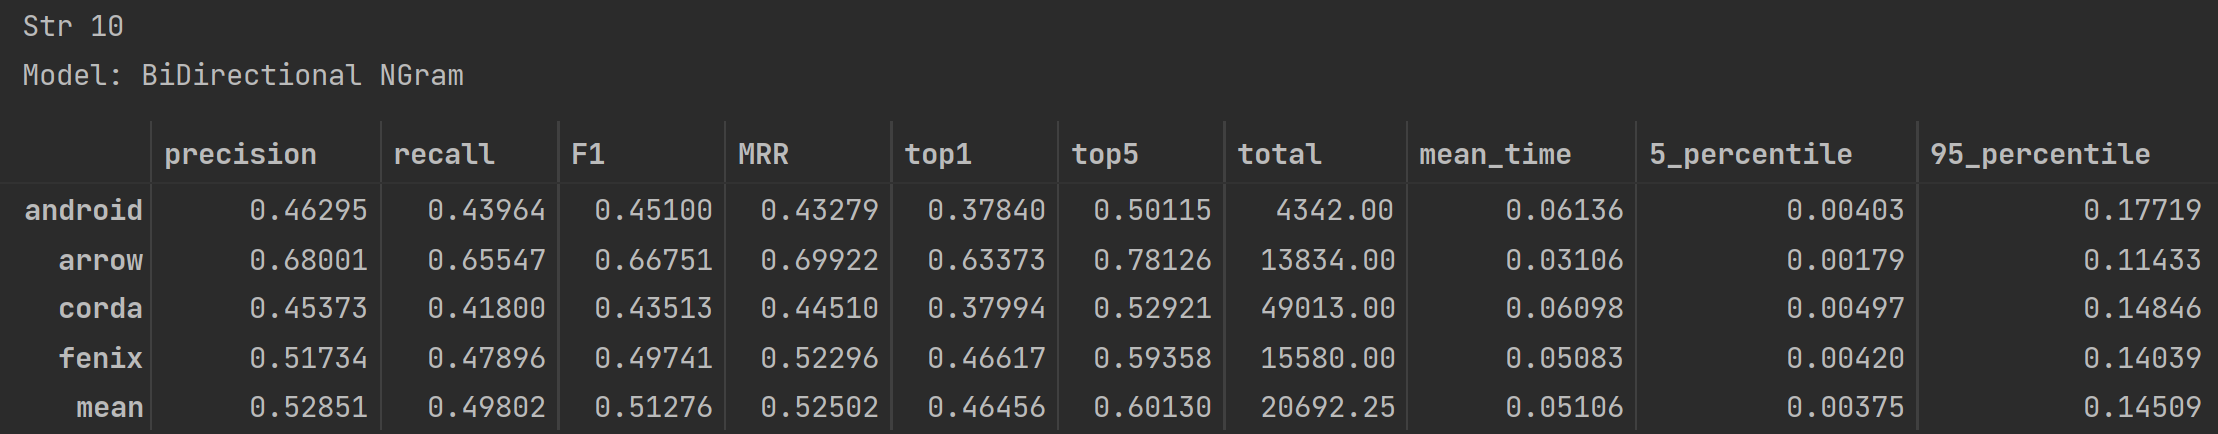 Str 10
Model: BiDirectional NGram
precision recall F1 MRR top1 top5 total mean_time 5_percentile 95_percentile
android 0.46295 0.43964 0.45100 0.43279 0.37840 0.50115 4342.00 0.06136 0.00403 0.17719
arrow 0.68001 0.65547 0.66751 0.69922 0.63373 0.78126 13834.00 0.03106 0.00179 0.11433
corda 0.45373 0.41800 0.43513 0.44510 0.37994 0.52921 49013.00 0.06098 0.00497 0.14846
fenix 0.51734 0.47896 0.49741 0.52296 0.46617 0.59358 15580.00 0.05083 0.00420 0.14039
mean 0.52851 0.49802 0.51276 0.52502 0.46456 0.60130 20692.25 0.05106 0.00375 0.14509